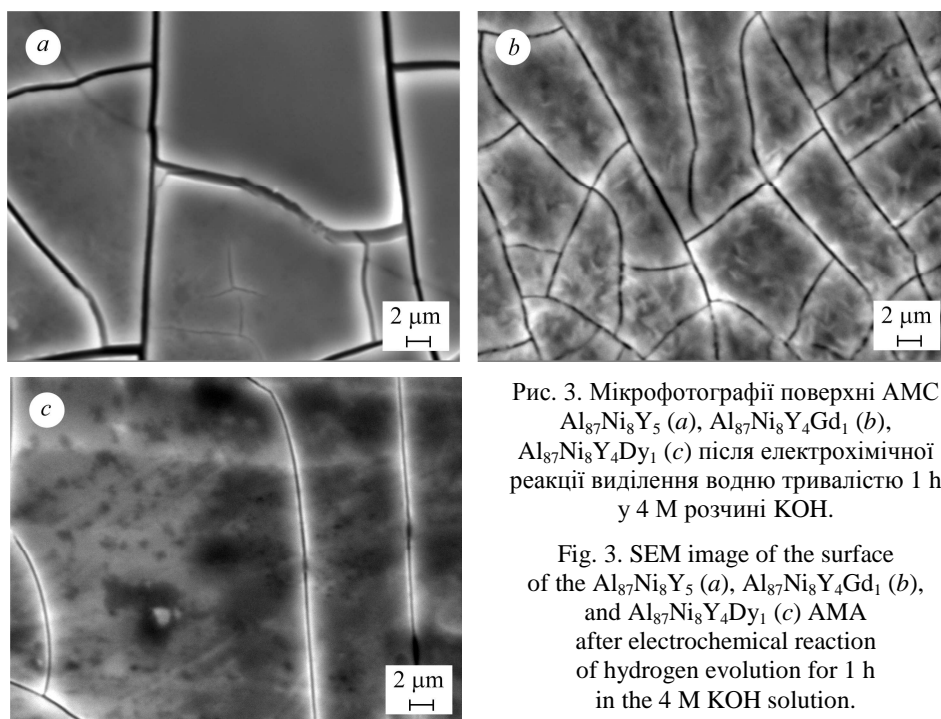 a
2 μm
b
2 μm
c
2 μm
Рис. 3. Мікрофотографії поверхні АМС
Al₈₇Ni₈Y₅ (a), Al₈₇Ni₈Y₄Gd₁ (b),
Al₈₇Ni₈Y₄Dy₁ (c) після електрохімічної
реакції виділення водню тривалістю 1 h
у 4 М розчині KOH.
Fig. 3. SEM image of the surface
of the Al₈₇Ni₈Y₅ (a), Al₈₇Ni₈Y₄Gd₁ (b),
and Al₈₇Ni₈Y₄Dy₁ (c) AMA
after electrochemical reaction
of hydrogen evolution for 1 h
in the 4 M KOH solution.